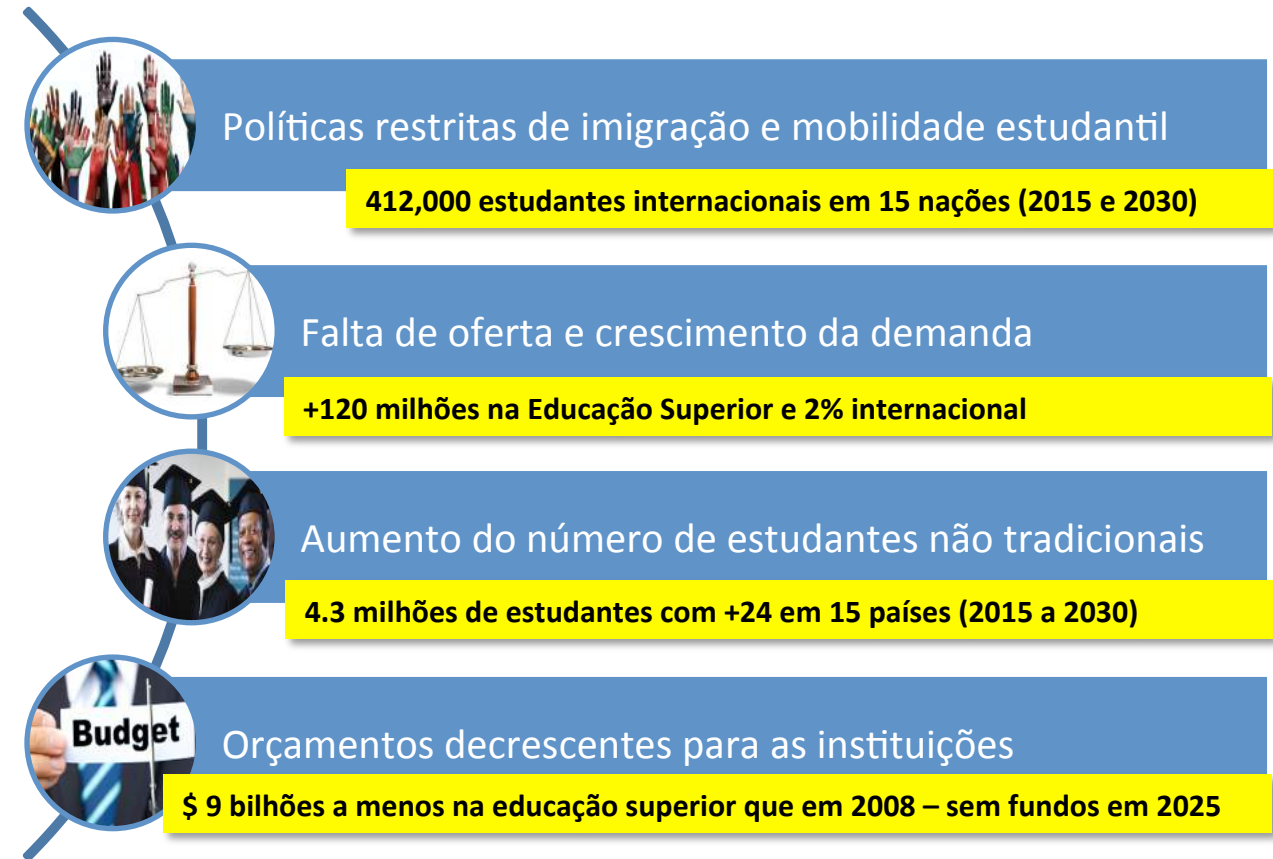 Políticas restritas de imigração e mobilidade estudantil
412,000 estudantes internacionais em 15 nações (2015 e 2030)
Falta de oferta e crescimento da demanda
+120 milhões na Educação Superior e 2% internacional
Aumento do número de estudantes não tradicionais
4.3 milhões de estudantes com +24 em 15 países (2015 a 2030)
Budget
Orçamentos decrescentes para as instituições
$ 9 bilhões a menos na educação superior que em 2008 – sem fundos em 2025